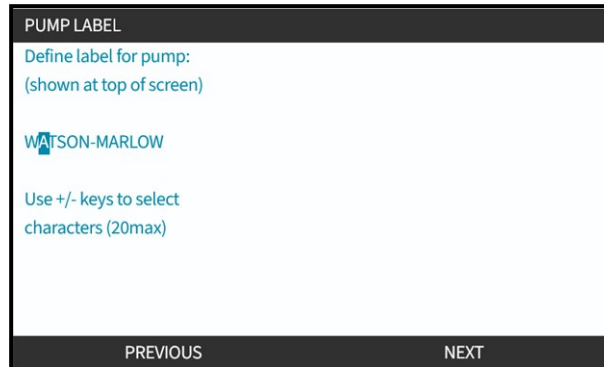 PUMP LABEL
Define label for pump:
(shown at top of screen)
WATSON-MARLOW
Use +/- keys to select
characters (20max)
PREVIOUS NEXT